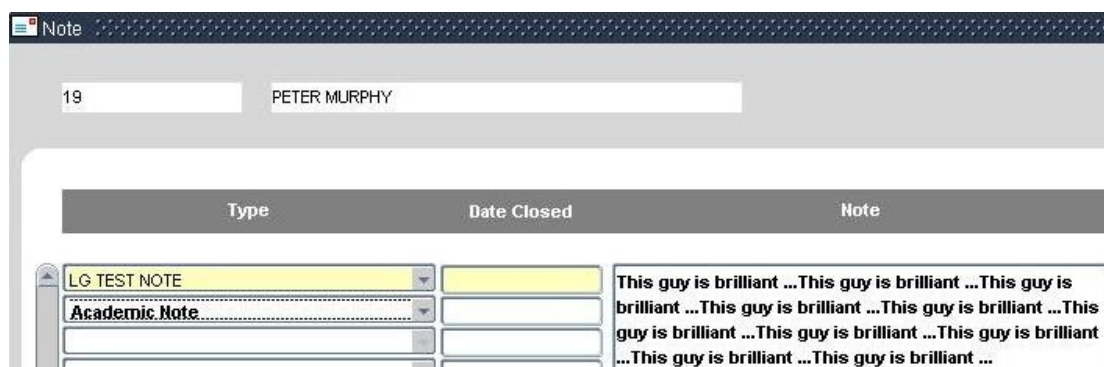 Note
19 PETER MURPHY
Type Date Closed Note
LG TEST NOTE
Academic Note
This guy is brilliant ...This guy is brilliant ...This guy is
brilliant ...This guy is brilliant ...This guy is brilliant ...This
guy is brilliant ...This guy is brilliant ...This guy is brilliant
...This guy is brilliant ...This guy is brilliant ...